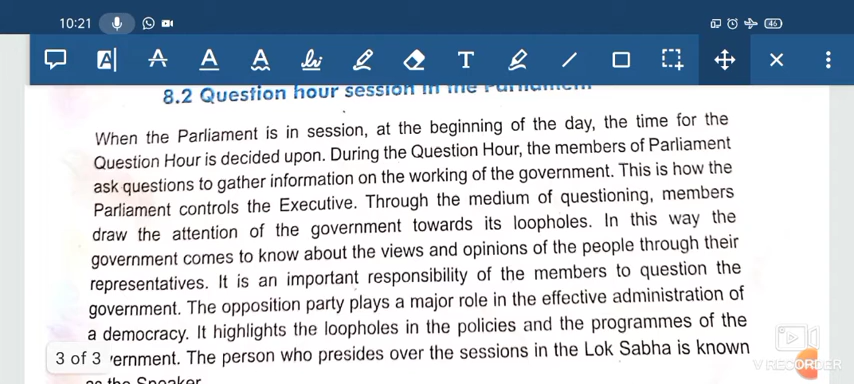 10:21
46
A
A
A
A
T
8.2 Question hour session in the Parliament
When the Parliament is in session, at the beginning of the day, the time for the
Question Hour is decided upon. During the Question Hour, the members of Parliament
ask questions to gather information on the working of the government. This is how the
Parliament controls the Executive. Through the medium of questioning, members
draw the attention of the government towards its loopholes. In this way the
government comes to know about the views and opinions of the people through their
representatives. It is an important responsibility of the members to question the
government. The opposition party plays a major role in the effective administration of
a democracy. It highlights the loopholes in the policies and the programmes of the
3 of 3 vernment. The person who presides over the sessions in the Lok Sabha is known
as the Speaker
V RECORDER